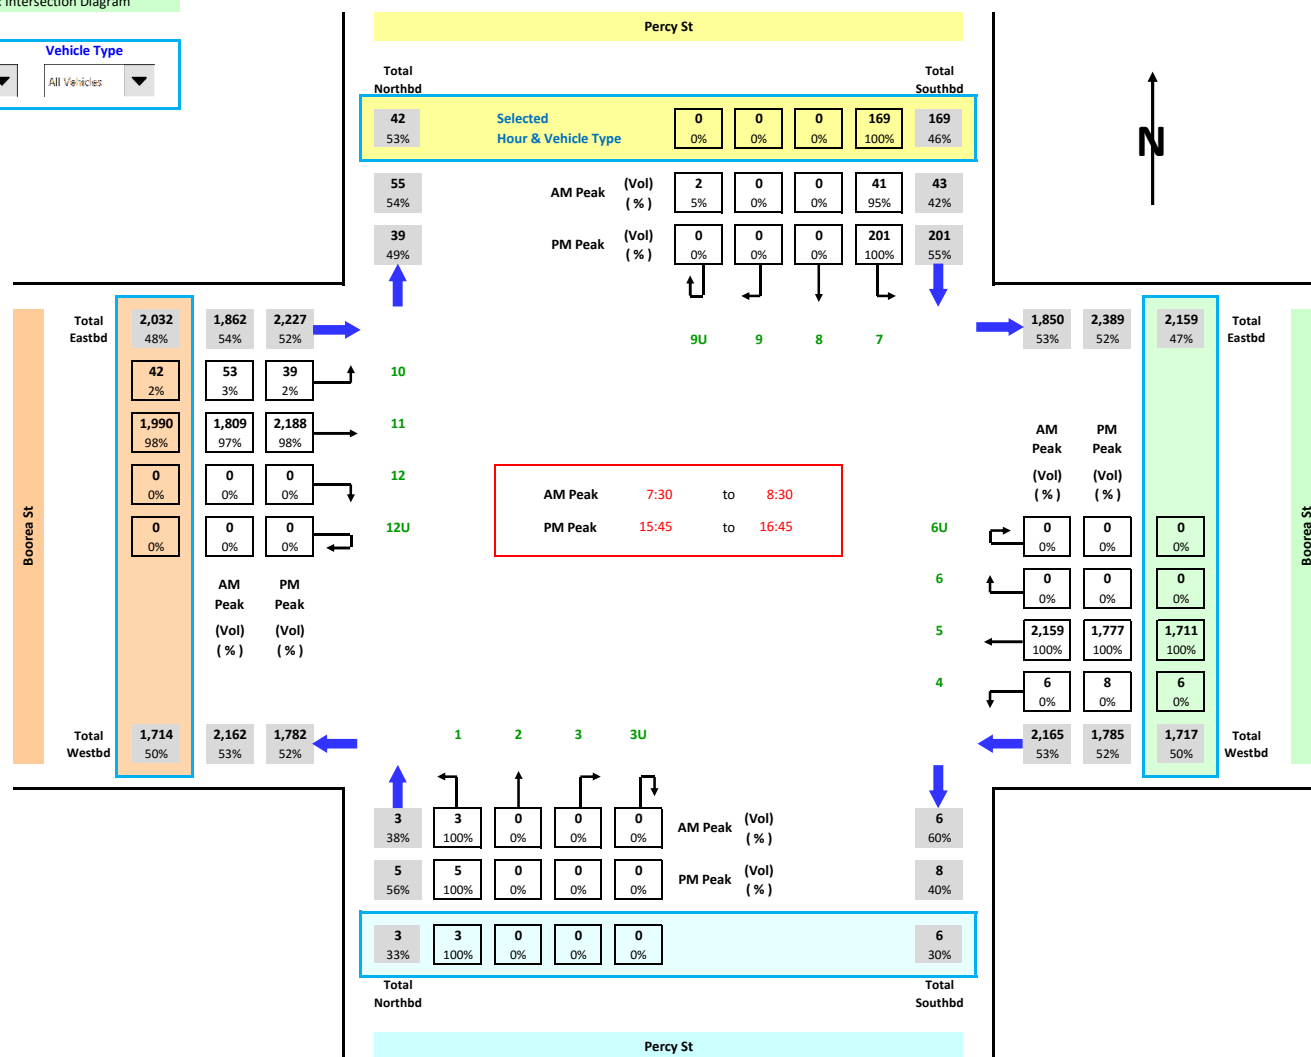 : Intersection Diagram
Vehicle Type
All Vehicles
Percy St
Total Northbd
Total Southbd
42 53%
Selected Hour & Vehicle Type
0 0% 0 0% 0 0% 169 100% 169 46%
N
55 54%
AM Peak (Vol) ( % )
2 5% 0 0% 0 0% 41 95% 43 42%
39 49%
PM Peak (Vol) ( % )
0 0% 0 0% 0 0% 201 100% 201 55%
9U 9 8 7
Boorea St
Total Eastbd
2,032 48% 1,862 54% 2,227 52%
42 2% 53 3% 39 2%
10
1,990 98% 1,809 97% 2,188 98%
11
0 0% 0 0% 0 0%
12
0 0% 0 0% 0 0%
12U
AM Peak (Vol) ( % )
PM Peak (Vol) ( % )
Total Westbd
1,714 50% 2,162 53% 1,782 52%
AM Peak 7:30 to 8:30
PM Peak 15:45 to 16:45
1,850 53% 2,389 52% 2,159 47%
Total Eastbd
AM Peak (Vol) ( % )
PM Peak (Vol) ( % )
6U
0 0% 0 0% 0 0%
6
0 0% 0 0% 0 0%
5
2,159 100% 1,777 100% 1,711 100%
4
6 0% 8 0% 6 0%
2,165 53% 1,785 52% 1,717 50%
Total Westbd
Boorea St
1 2 3 3U
3 38% 3 100% 0 0% 0 0% 0 0%
AM Peak (Vol) ( % )
6 60%
5 56% 5 100% 0 0% 0 0% 0 0%
PM Peak (Vol) ( % )
8 40%
3 33% 3 100% 0 0% 0 0% 0 0%
6 30%
Total Northbd
Total Southbd
Percy St